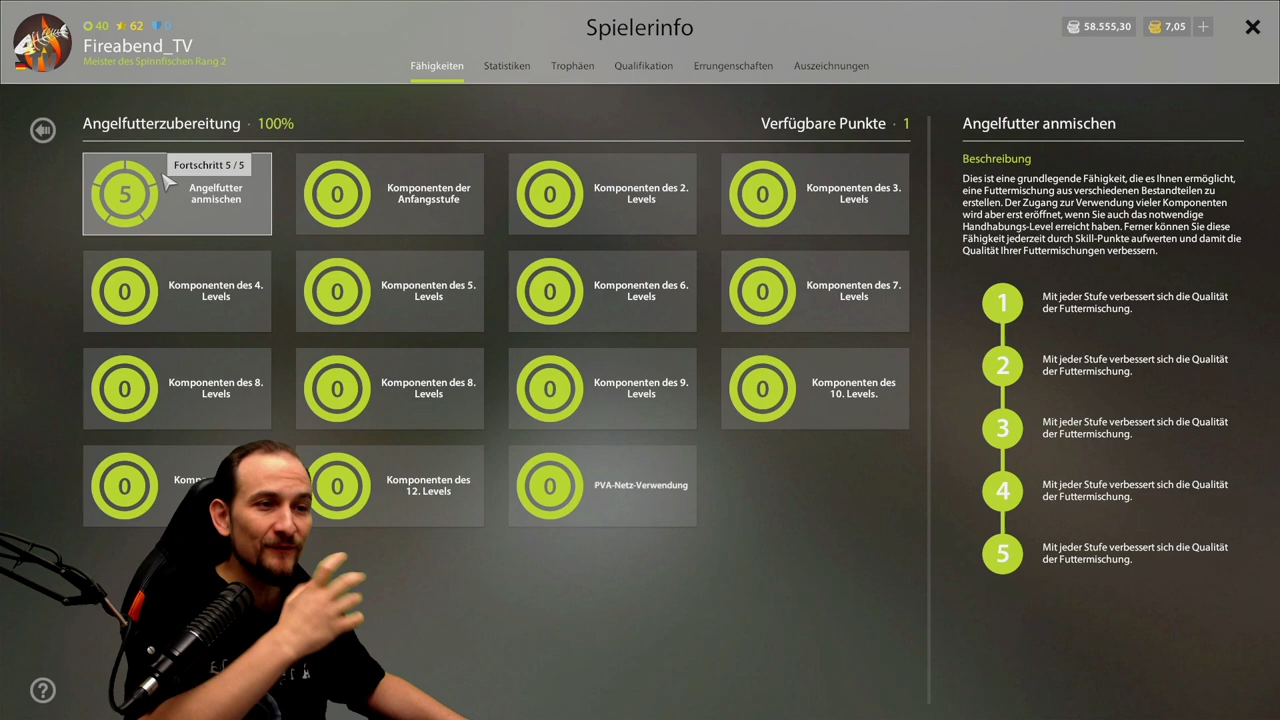 40 62 0
Fireabend_TV
Meister des Spinnfischen Rang 2
Spielerinfo
58.555,30 7,05 +
Fähigkeiten Statistiken Trophäen Qualifikation Errungenschaften Auszeichnungen
Angelfutterzubereitung · 100%
Verfügbare Punkte · 1
Fortschritt 5 / 5
5 Angelfutter
anmischen
0 Komponenten der
Anfangsstufe
0 Komponenten des 2.
Levels
0 Komponenten des 3.
Levels
0 Komponenten des 4.
Levels
0 Komponenten des 5.
Levels
0 Komponenten des 6.
Levels
0 Komponenten des 7.
Levels
0 Komponenten des 8.
Levels
0 Komponenten des 8.
Levels
0 Komponenten des 9.
Levels
0 Komponenten des
10. Levels.
0
0 Komponenten des
12. Levels
0 PVA-Netz-Verwendung
Angelfutter anmischen
Beschreibung
Dies ist eine grundlegende Fähigkeit, die es Ihnen ermöglicht,
eine Futtermischung aus verschiedenen Bestandteilen zu
erstellen. Der Zugang zur Verwendung vieler Komponenten
wird aber erst eröffnet, wenn Sie auch das notwendige
Handhabungs-Level erreicht haben. Ferner können Sie diese
Fähigkeit jederzeit durch Skill-Punkte aufwerten und damit die
Qualität Ihrer Futtermischungen verbessern.
1 Mit jeder Stufe verbessert sich die Qualität
der Futtermischung.
2 Mit jeder Stufe verbessert sich die Qualität
der Futtermischung.
3 Mit jeder Stufe verbessert sich die Qualität
der Futtermischung.
4 Mit jeder Stufe verbessert sich die Qualität
der Futtermischung.
5 Mit jeder Stufe verbessert sich die Qualität
der Futtermischung.
?